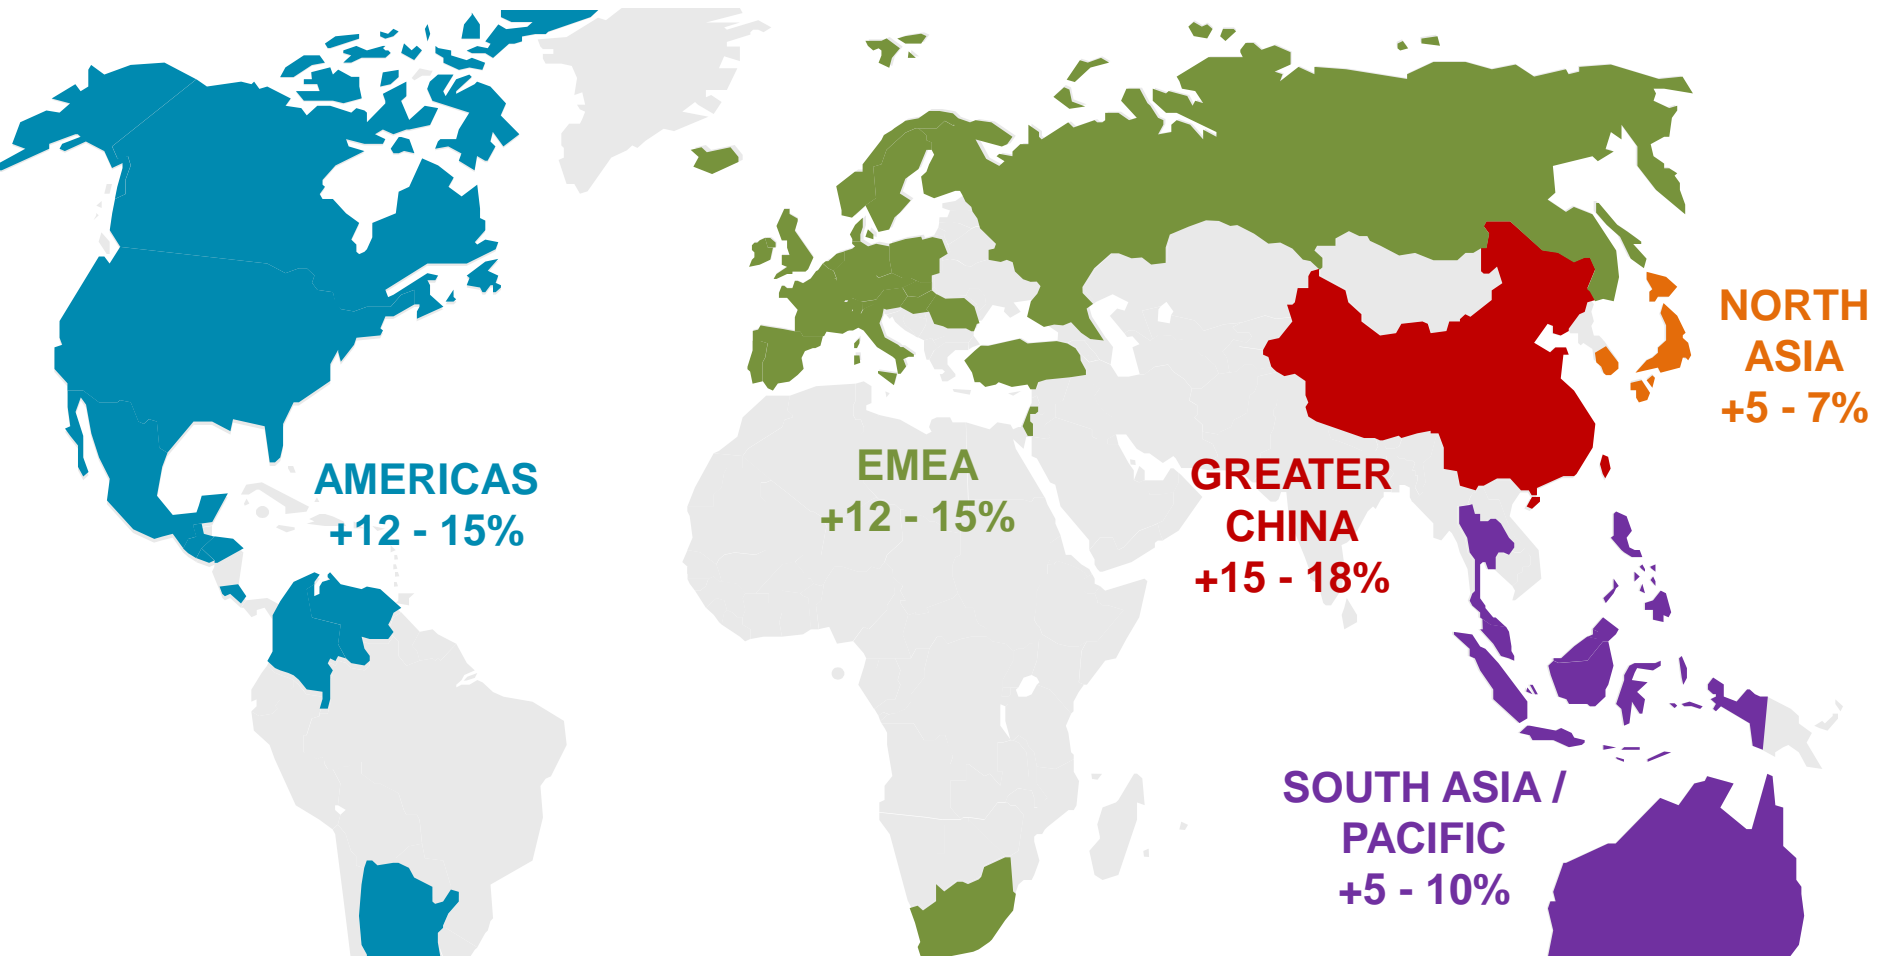 NORTH
ASIA
+5 - 7%
AMERICAS
+12 - 15%
EMEA
+12 - 15%
GREATER
CHINA
+15 - 18%
SOUTH ASIA /
PACIFIC
+5 - 10%